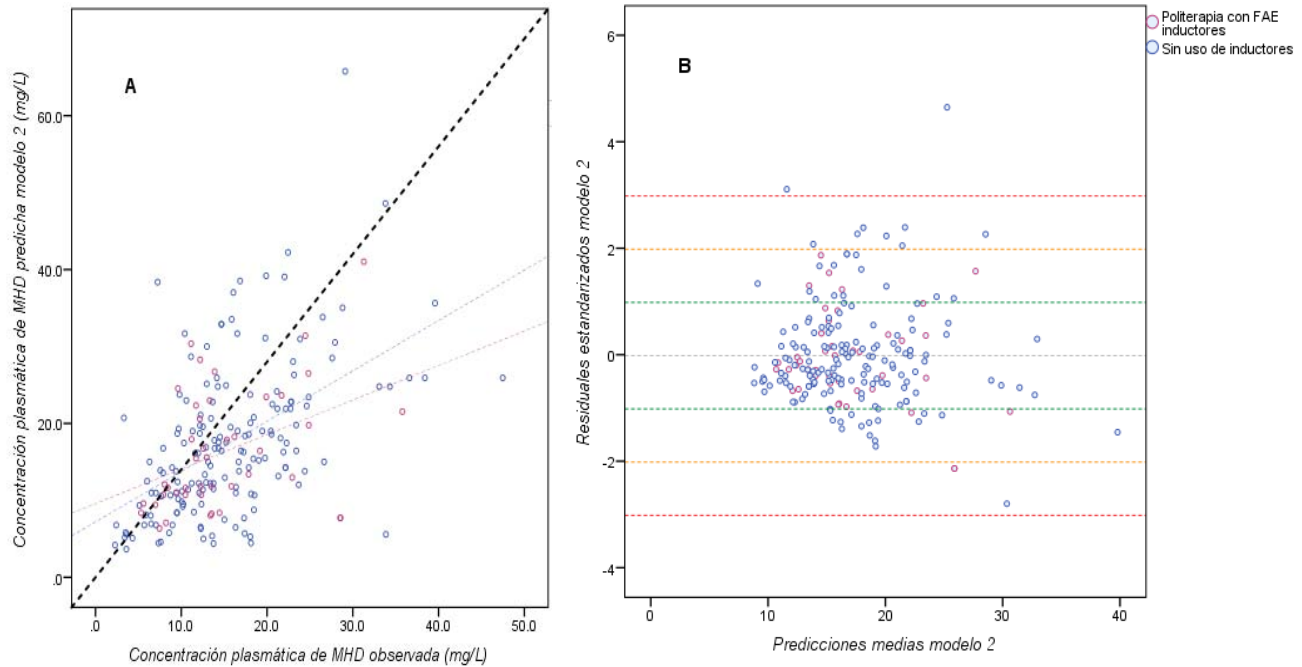 A
Concentración plasmática de MHD predicha modelo 2 (mg/L)
60.0
40.0
20.0
.0
.0 10.0 20.0 30.0 40.0 50.0
Concentración plasmática de MHD observada (mg/L)
B
Residuales estandarizados modelo 2
6
4
2
0
-2
-4
0 10 20 30 40
Predicciones medias modelo 2
Politerapia con FAE
inductores
Sin uso de inductores